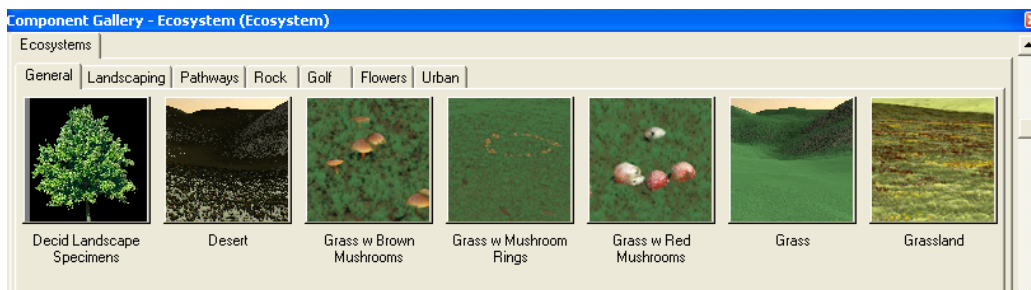 Component Gallery - Ecosystem (Ecosystem)
Ecosystems
General Landscaping Pathways Rock Golf Flowers Urban
Decid Landscape Specimens
Desert
Grass w Brown Mushrooms
Grass w Mushroom Rings
Grass w Red Mushrooms
Grass
Grassland